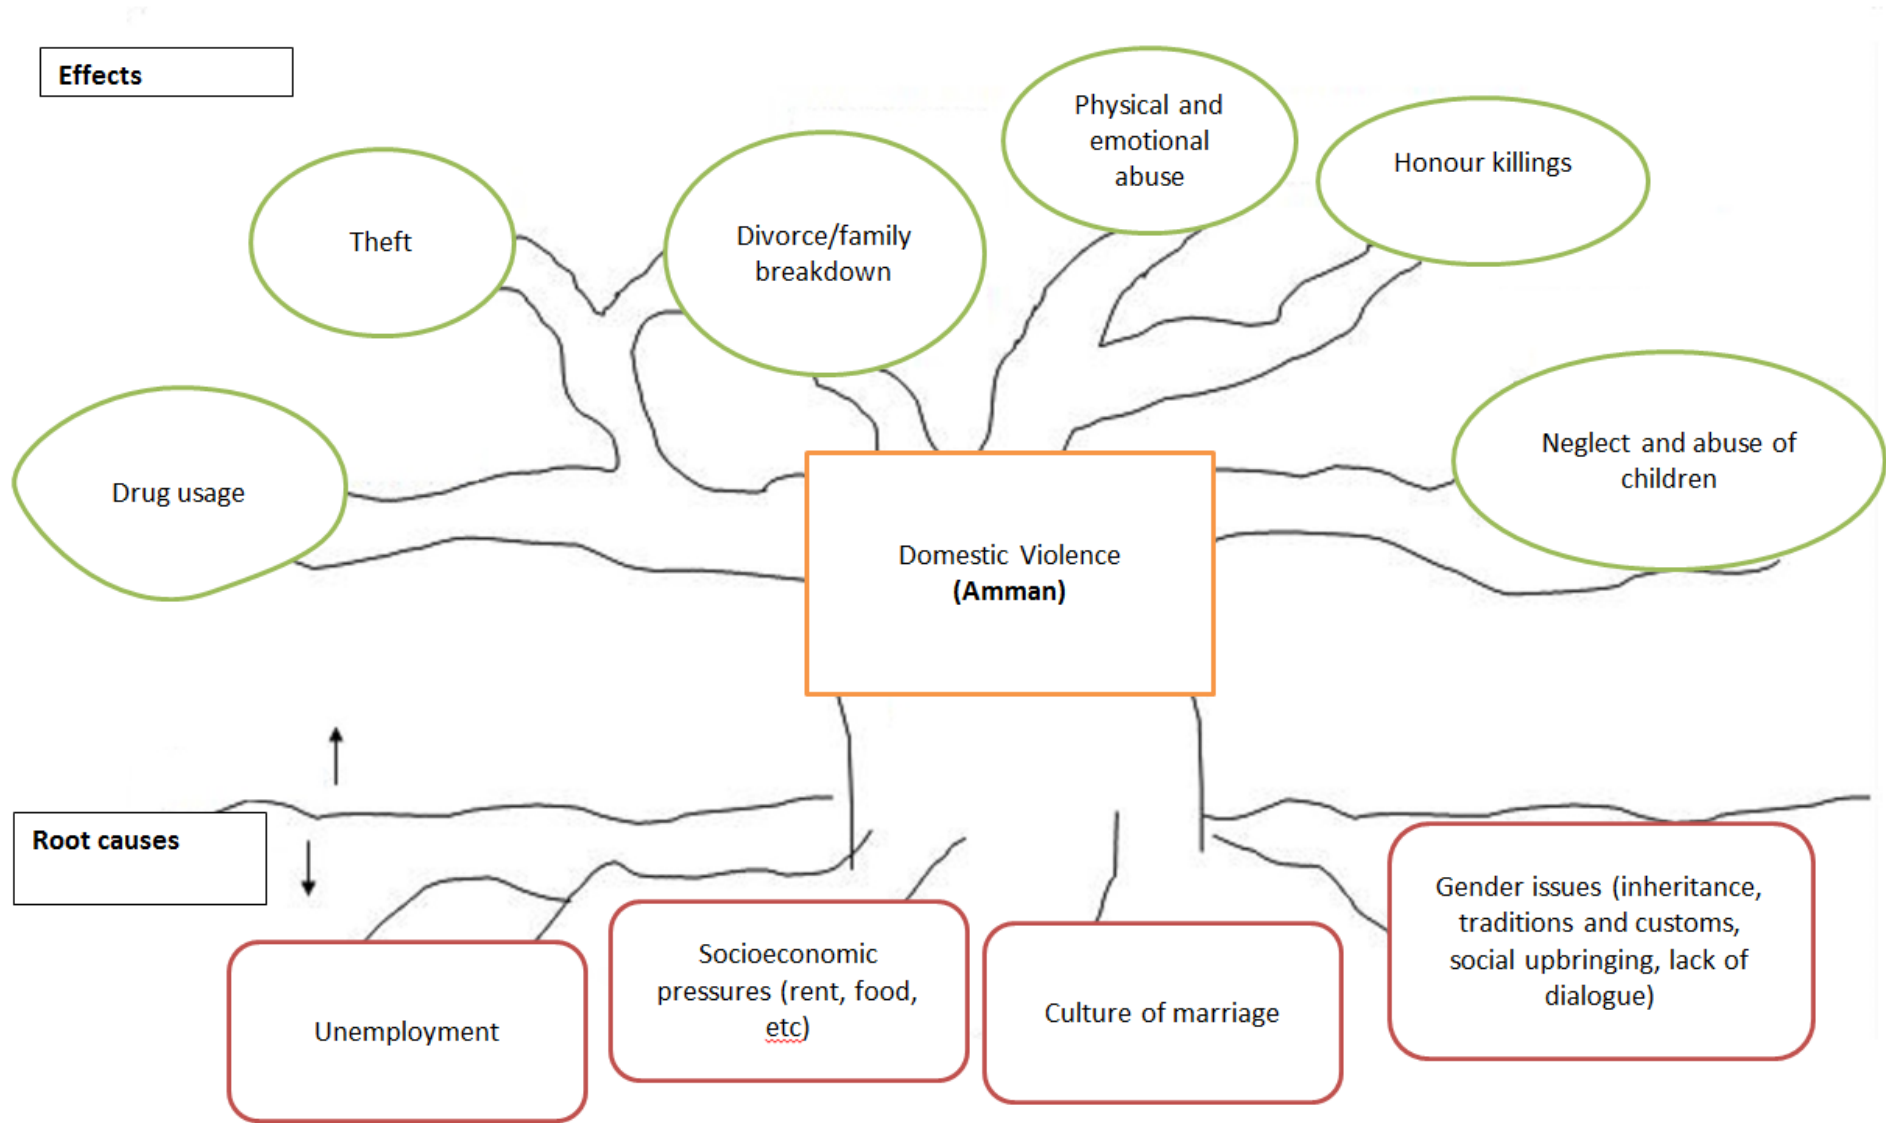 Effects
Physical and
emotional
abuse
Honour killings
Theft
Divorce/family
breakdown
Drug usage
Neglect and abuse of
children
Domestic Violence
(Amman)
Root causes
Unemployment
Socioeconomic
pressures (rent, food,
etc)
Culture of marriage
Gender issues (inheritance,
traditions and customs,
social upbringing, lack of
dialogue)